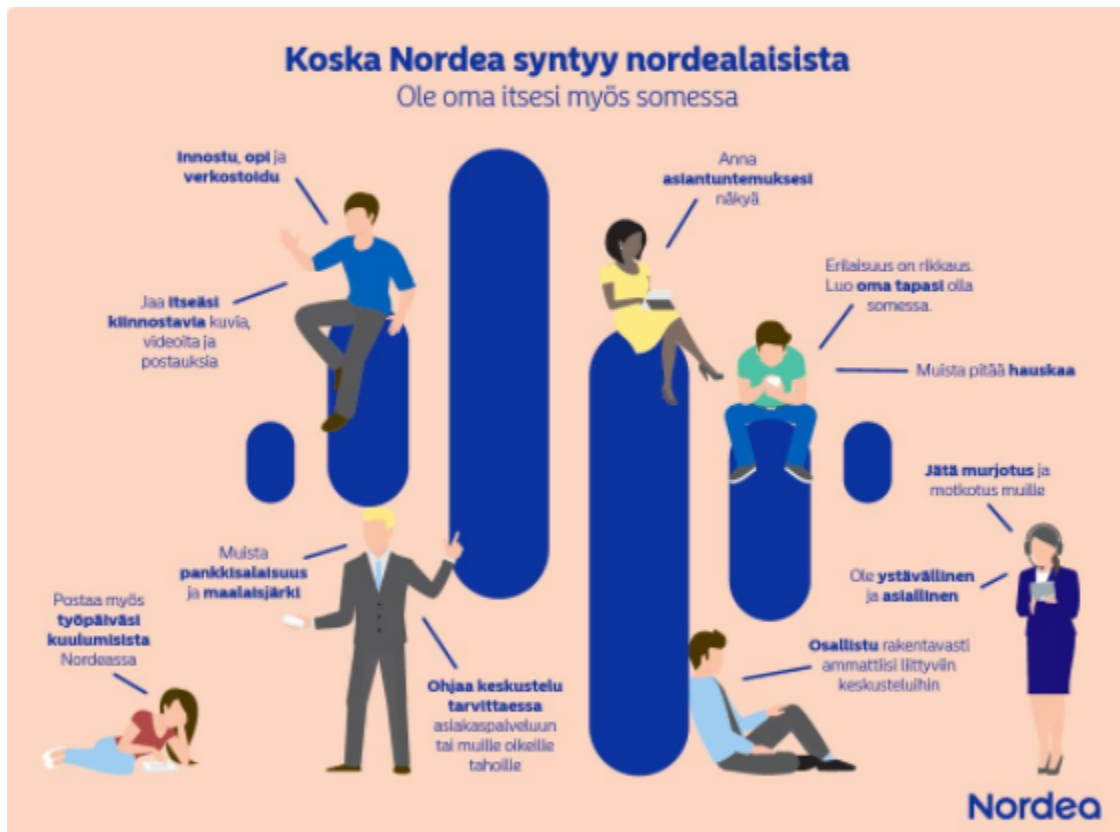 Koska Nordea syntyy nordealaisista
Ole oma itsesi myös somessa
Innostu, opi ja
verkostoidu
Jaa itseäsi
kiinnostavia kuvia,
videoita ja
postauksia
Anna
asiantuntemuksesi
näkyä
Erilaisuus on rikkaus.
Luo oma tapasi olla
somessa.
Muista pitää hauskaa
Jätä murjotus ja
motkotus muille
Ole ystävällinen
ja asiallinen
Muista
pankkisalaisuus
ja maalaisjärki
Postaa myös
työpäiväsi
kuulumisista
Nordeassa
Ohjaa keskustelu
tarvittaessa
asiakaspalveluun
tai muille oikeille
tahoille
Osallistu rakentavasti
ammattiisi liittyviin
keskusteluihin
Nordea